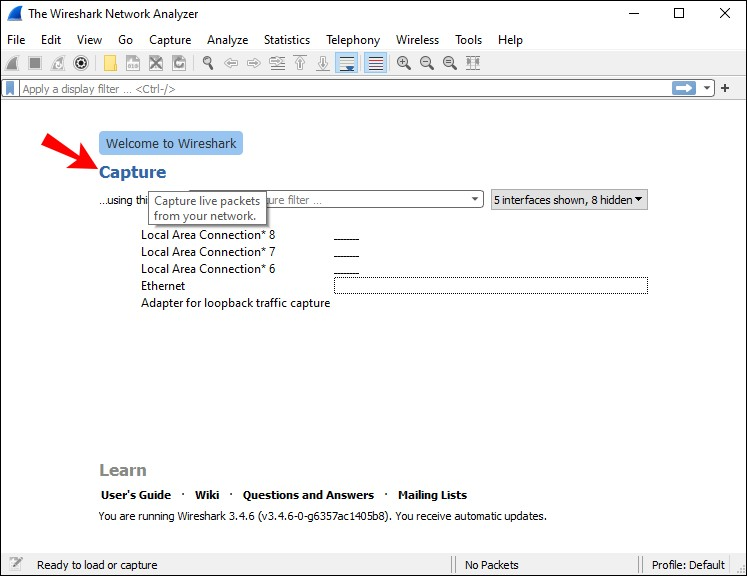 The Wireshark Network Analyzer
File Edit View Go Capture Analyze Statistics Telephony Wireless Tools Help
Apply a display filter ... <Ctrl-/>
Welcome to Wireshark
Capture
...using thi
ure filter ...
5 interfaces shown, 8 hidden
Capture live packets
from your network.
Local Area Connection* 8
Local Area Connection* 7
Local Area Connection* 6
Ethernet
Adapter for loopback traffic capture
Learn
User's Guide · Wiki · Questions and Answers · Mailing Lists
You are running Wireshark 3.4.6 (v3.4.6-0-g6357ac1405b8). You receive automatic updates.
Ready to load or capture
No Packets
Profile: Default